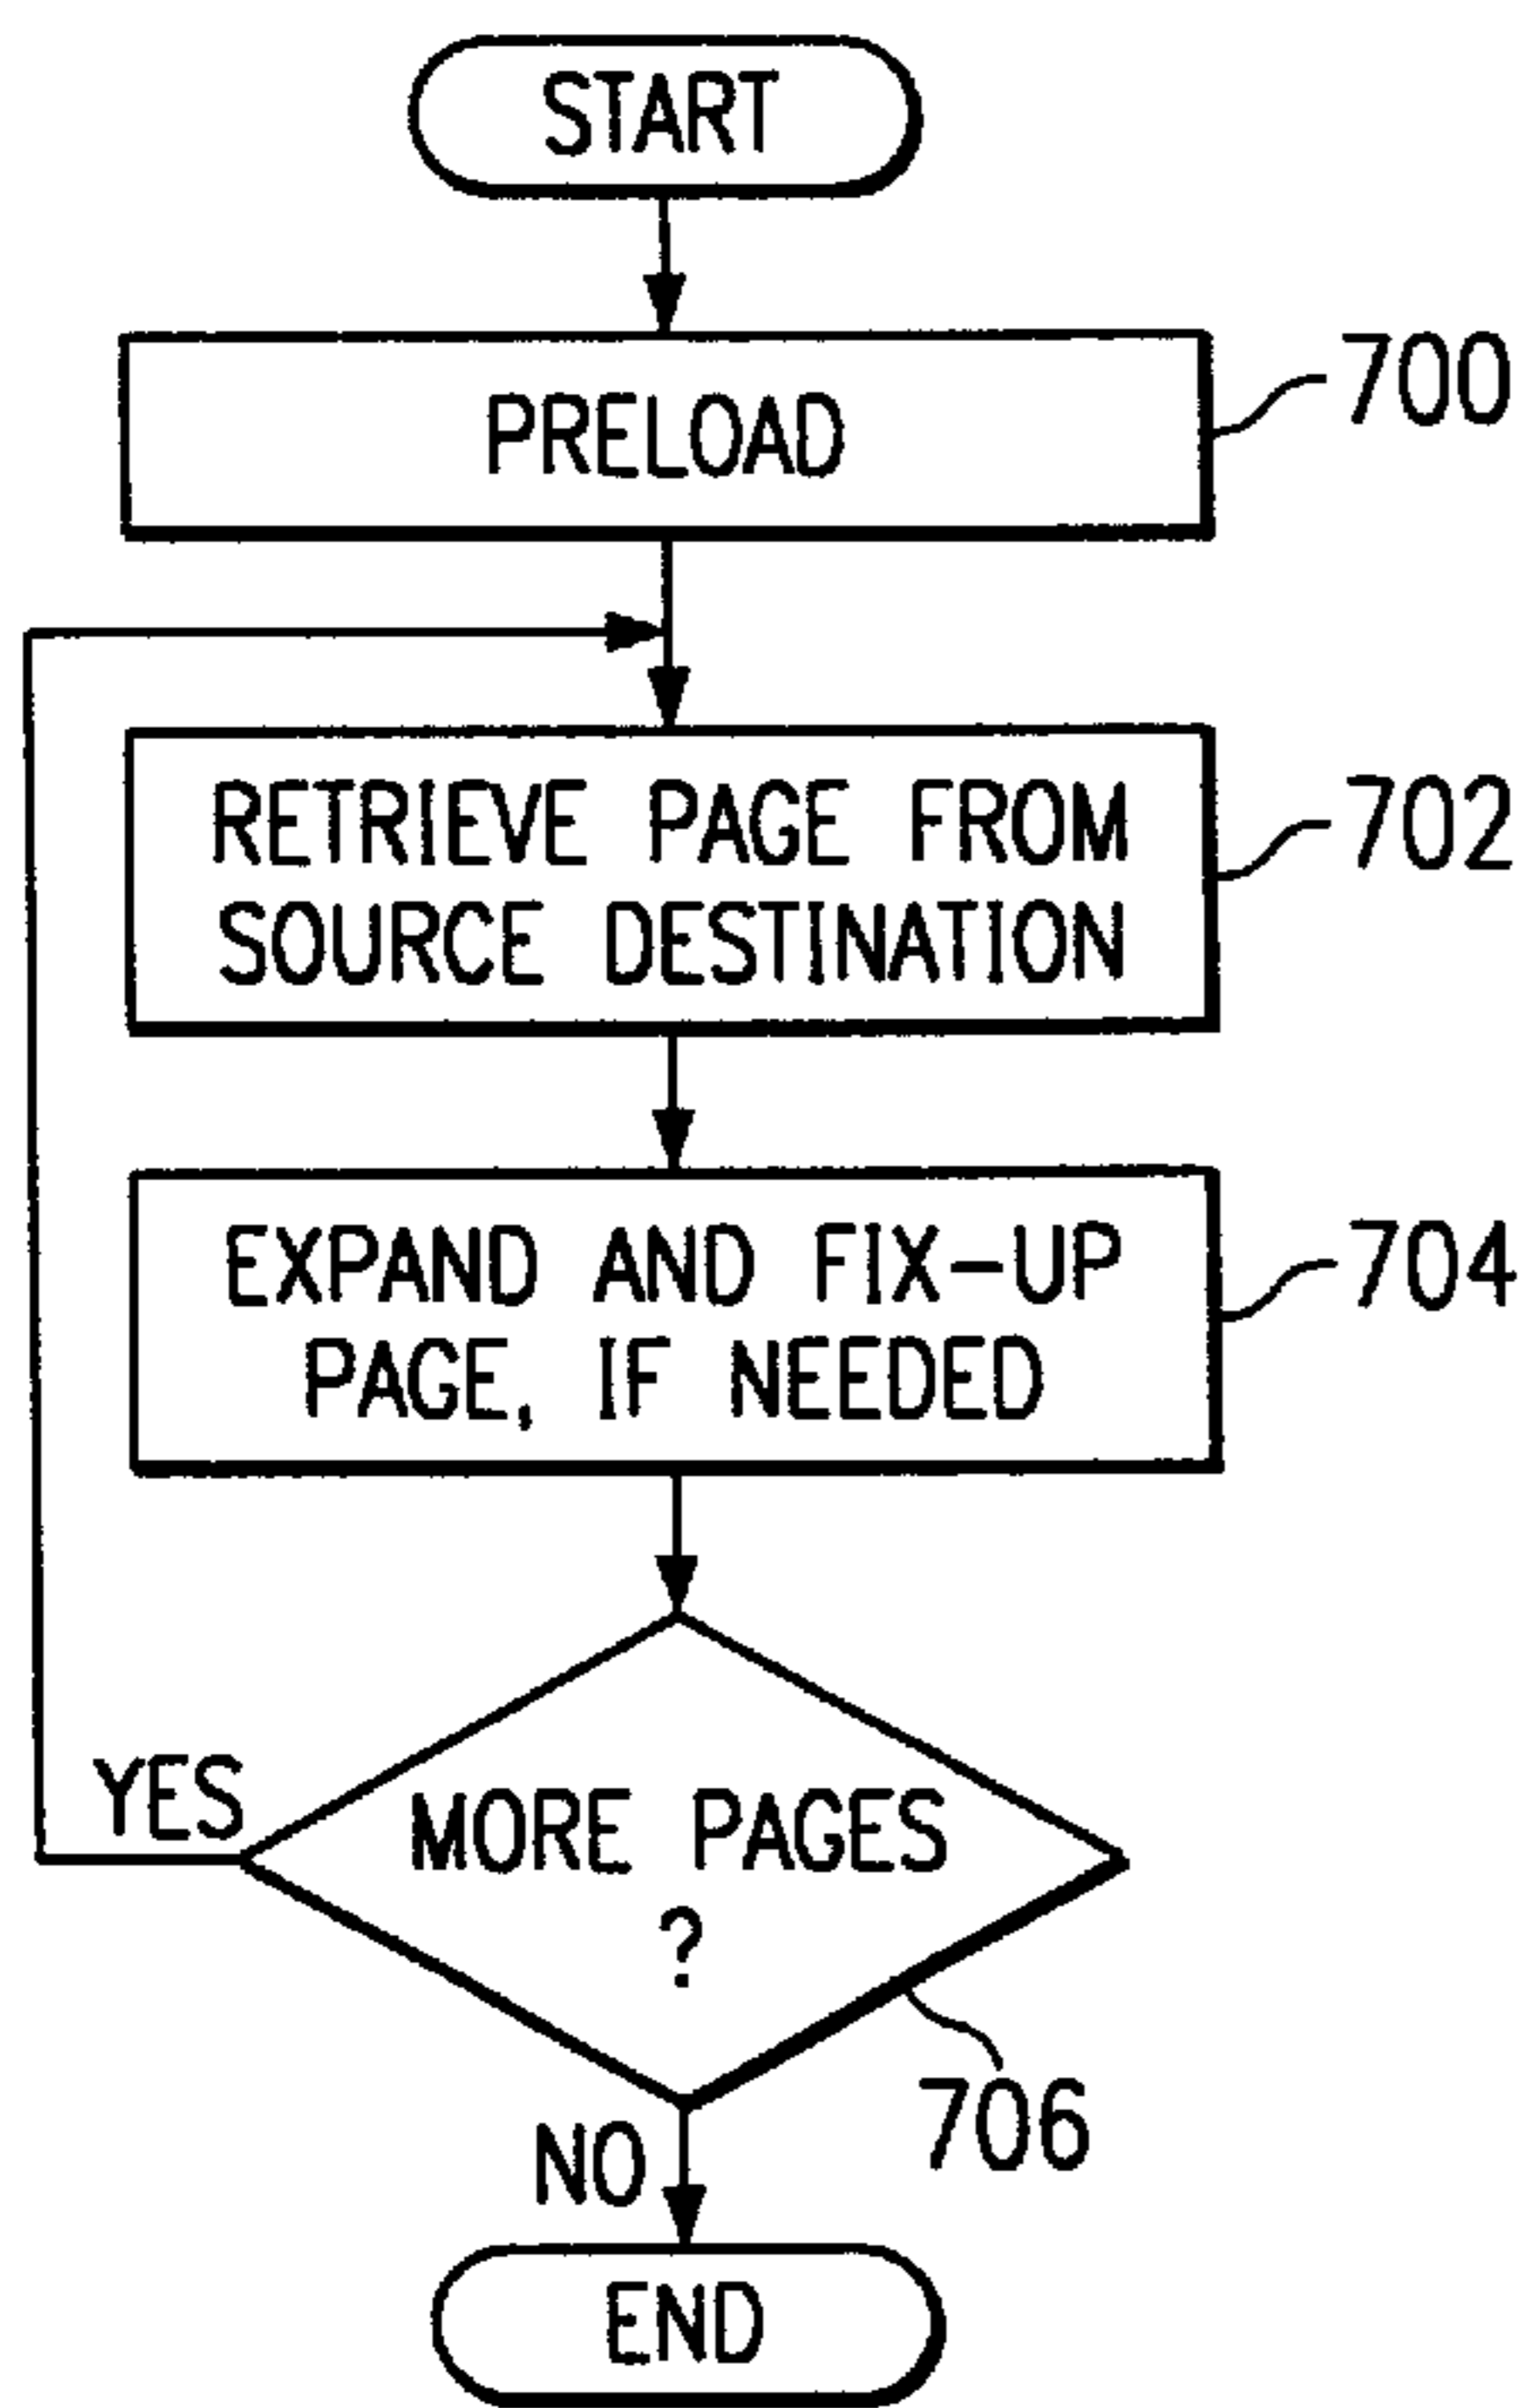 START
PRELOAD
700
RETRIEVE PAGE FROM
SOURCE DESTINATION
702
EXPAND AND FIX-UP
PAGE, IF NEEDED
704
YES
MORE PAGES
?
706
NO
END